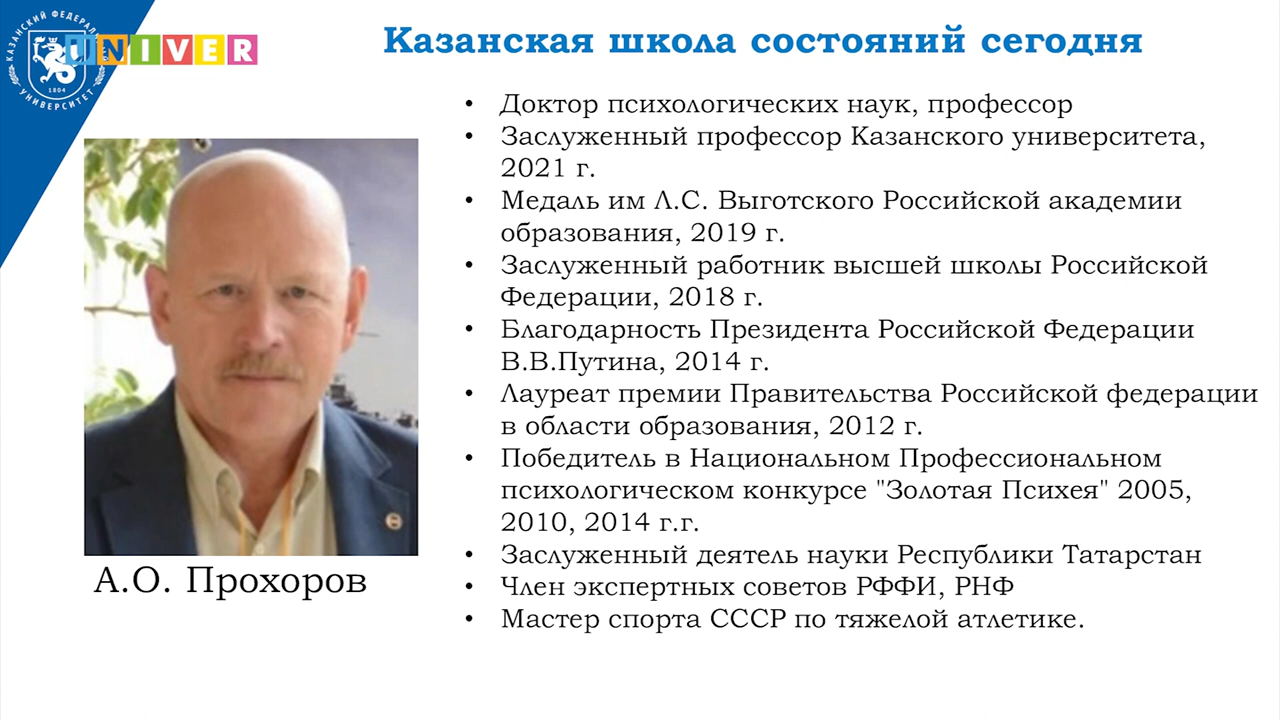 КАЗАНСКИЙ ФЕДЕРАЛЬ
УНИВЕРСИТЕТ
1804
UNIVER
Казанская школа состояний сегодня
• Доктор психологических наук, профессор
• Заслуженный профессор Казанского университета,
2021 г.
• Медаль им Л.С. Выготского Российской академии
образования, 2019 г.
• Заслуженный работник высшей школы Российской
Федерации, 2018 г.
• Благодарность Президента Российской Федерации
В.В.Путина, 2014 г.
• Лауреат премии Правительства Российской федерации
в области образования, 2012 г.
• Победитель в Национальном Профессиональном
психологическом конкурсе "Золотая Психея" 2005,
2010, 2014 г.г.
• Заслуженный деятель науки Республики Татарстан
• Член экспертных советов РФФИ, РНФ
• Мастер спорта СССР по тяжелой атлетике.
А.О. Прохоров